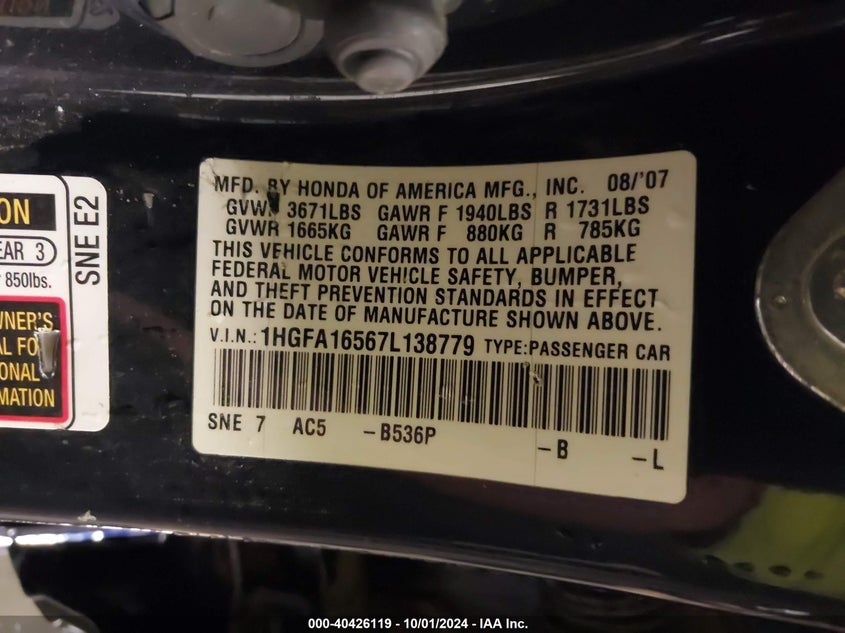 ON
EAR 3
850lbs.
WNER'S
AL FO
ONAL
MATION
SNE E2
MFD. BY HONDA OF AMERICA MFG., INC. 08/'07
GVWR 3671LBS GAWR F 1940LBS R 1731LBS
GVWR 1665KG GAWR F 880KG R 785KG
THIS VEHICLE CONFORMS TO ALL APPLICABLE
FEDERAL MOTOR VEHICLE SAFETY, BUMPER,
AND THEFT PREVENTION STANDARDS IN EFFECT
ON THE DATE OF MANUFACTURE SHOWN ABOVE.
V.I.N.: 1HGFA16567L138779 TYPE:PASSENGER CAR
SNE 7 AC5 -B536P -B -L
000-40426119 - 10/01/2024 - IAA Inc.